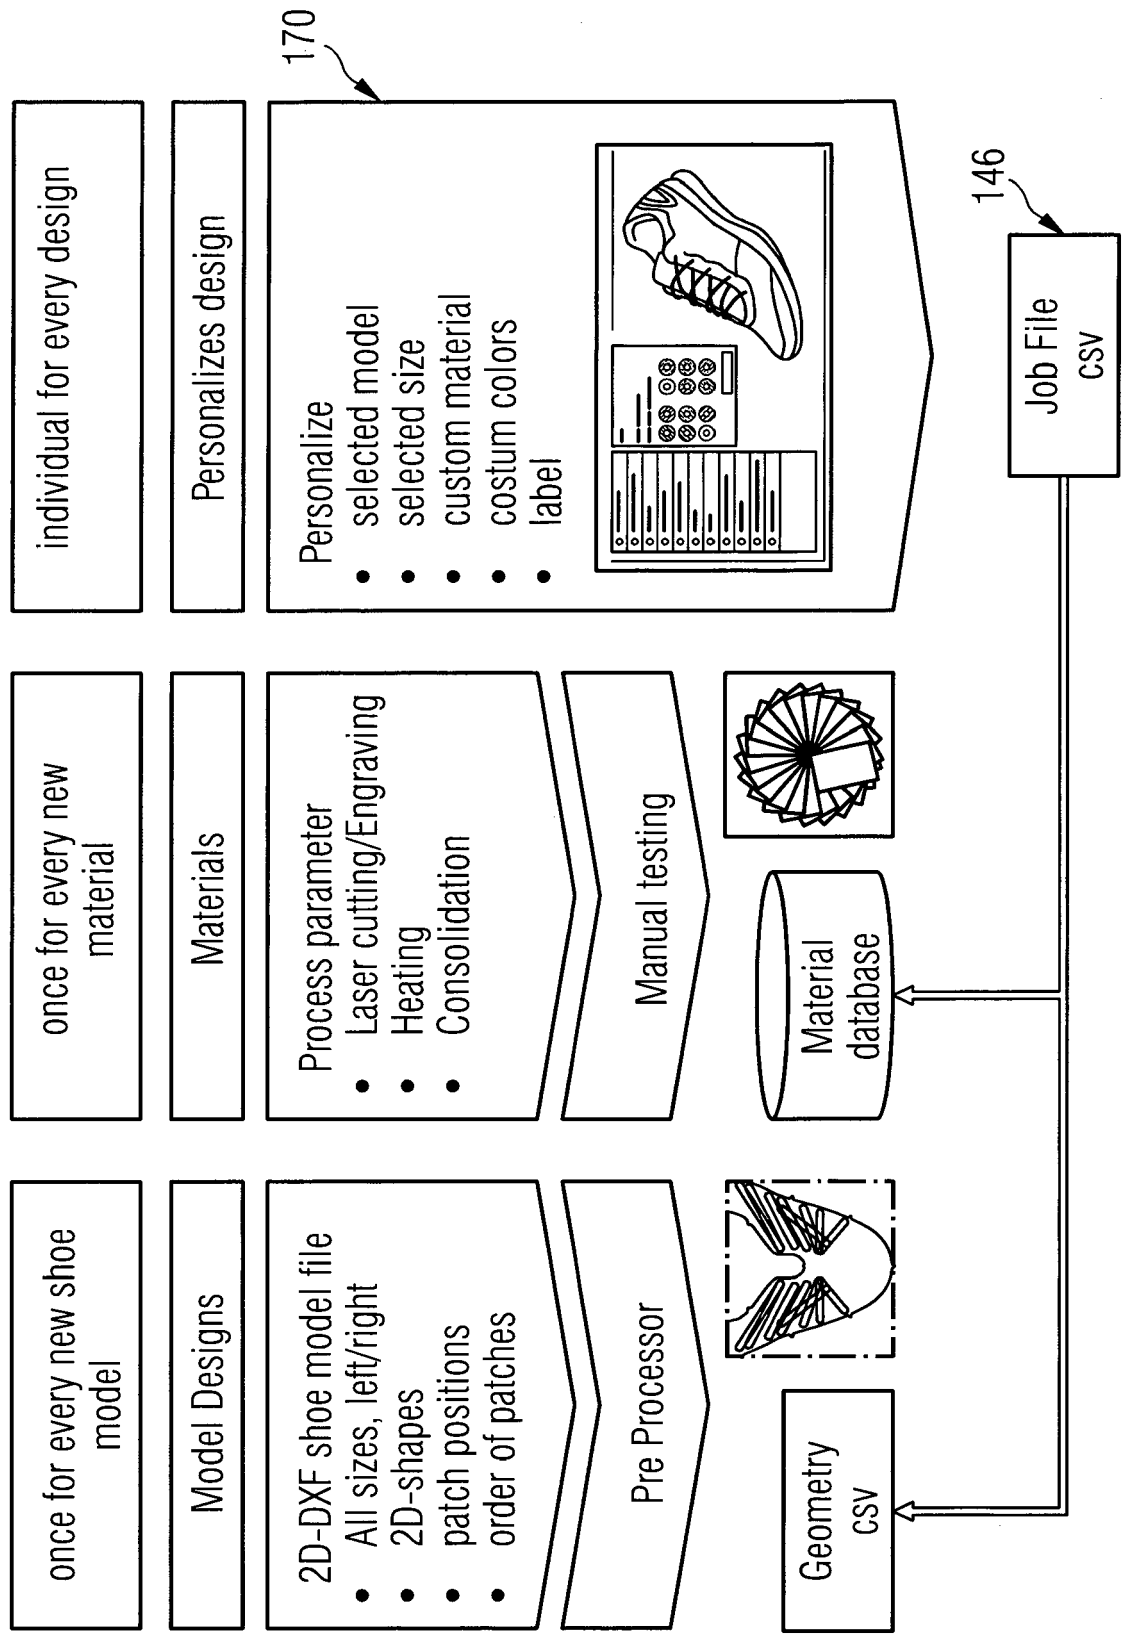 once for every new shoe
model
Model Designs
2D-DXF shoe model file
• All sizes, left/right
• 2D-shapes
• patch positions
• order of patches
Pre Processor
Geometry
csv
once for every new
material
Materials
Process parameter
• Laser cutting/Engraving
• Heating
• Consolidation
Manual testing
Material
database
individual for every design
Personalizes design
Personalize
• selected model
• selected size
• custom material
• costum colors
• label
170
Job File
csv
146